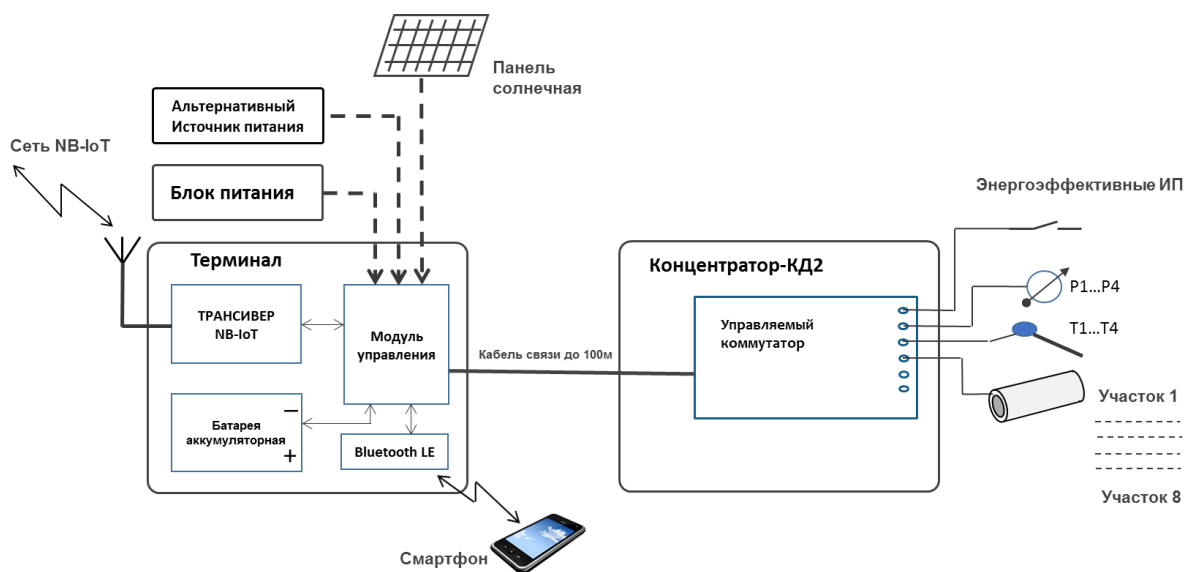 Панель
солнечная
Альтернативный
Источник питания
Сеть NB-IoT
Блок питания
Энергоэффективные ИП
Терминал
Концентратор-КД2
ТРАНСИВЕР
NB-IoT
Модуль
управления
Управляемый
коммутатор
P1...P4
T1...T4
Кабель связи до 100м
Участок 1
Батарея
аккумуляторная
–
+
Bluetooth LE
Участок 8
Смартфон